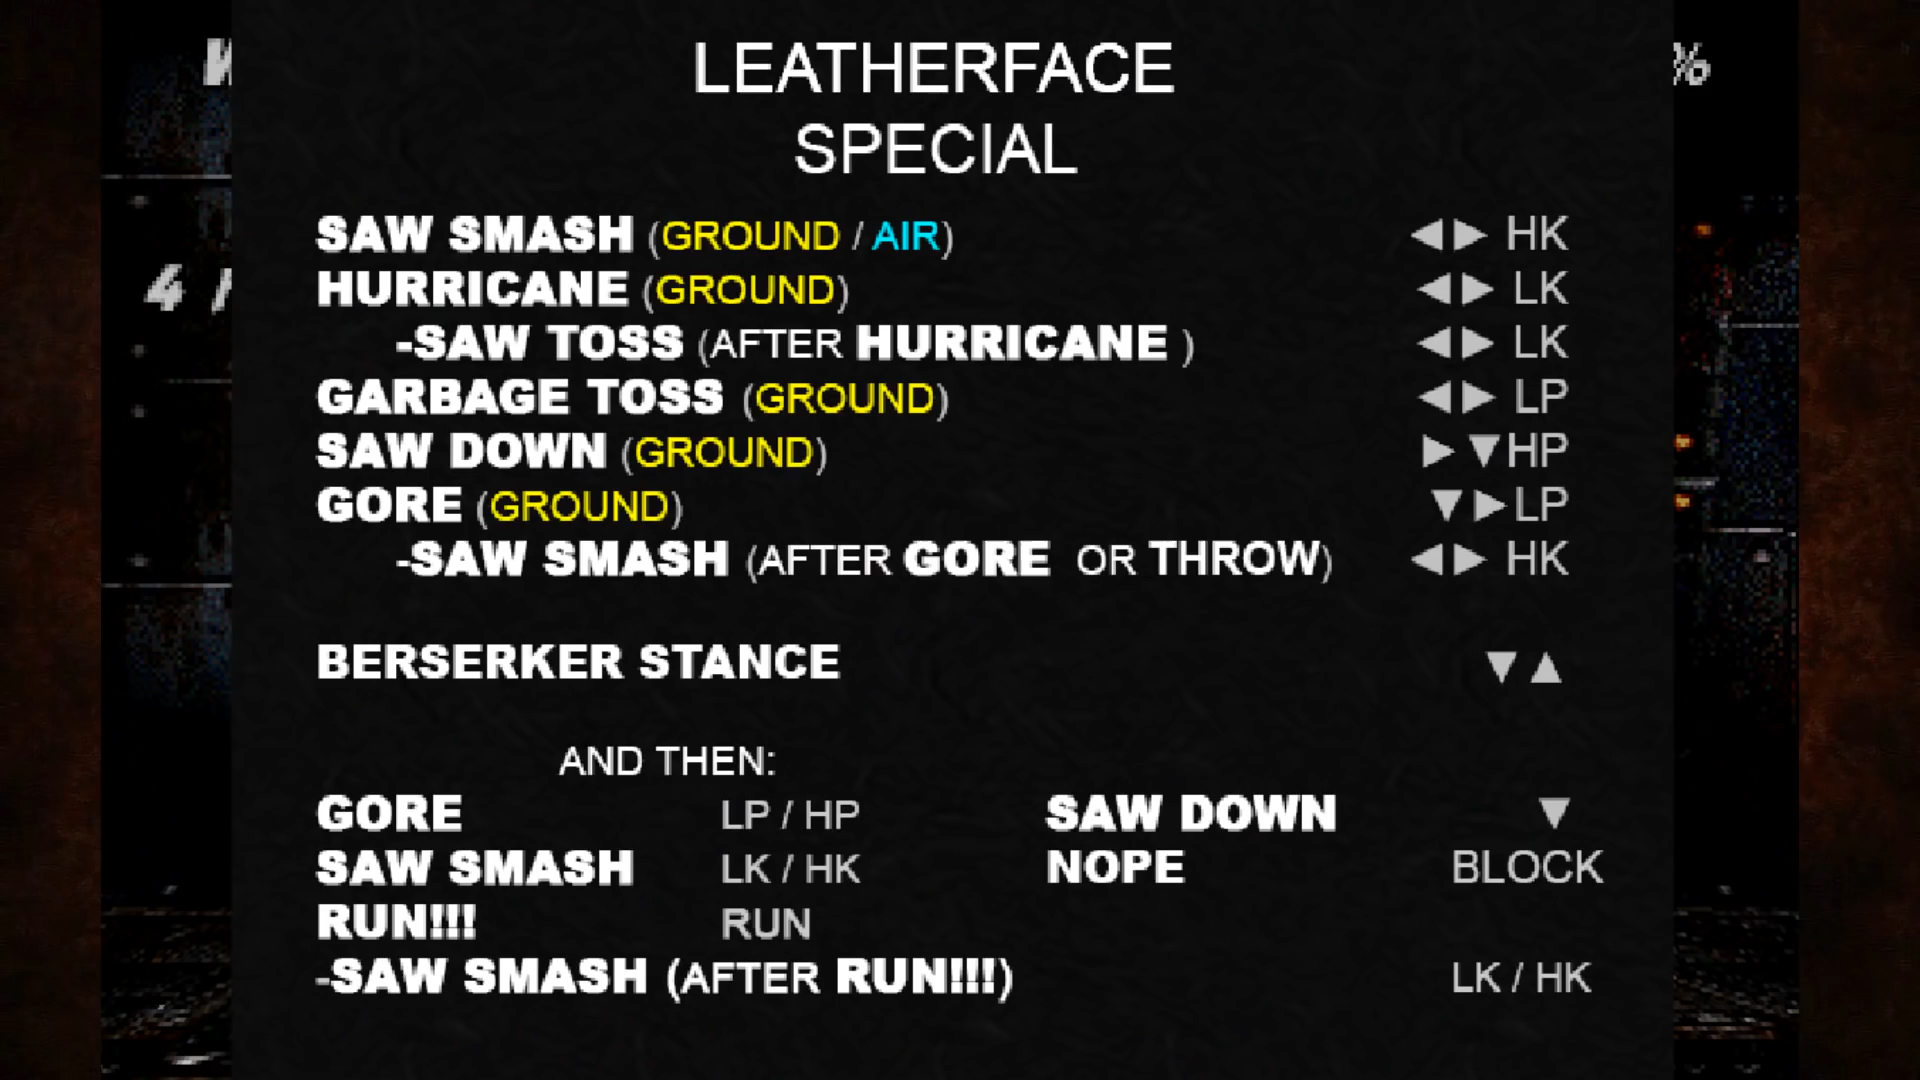 LEATHERFACE
SPECIAL
SAW SMASH (GROUND / AIR) ◀▶ HK
HURRICANE (GROUND) ◀▶ LK
-SAW TOSS (AFTER HURRICANE ) ◀▶ LK
GARBAGE TOSS (GROUND) ◀▶ LP
SAW DOWN (GROUND) ▶▼HP
GORE (GROUND) ▼▶LP
-SAW SMASH (AFTER GORE OR THROW) ◀▶ HK
BERSERKER STANCE ▼▲
AND THEN:
GORE LP / HP SAW DOWN ▼
SAW SMASH LK / HK NOPE BLOCK
RUN!!! RUN
-SAW SMASH (AFTER RUN!!!) LK / HK
4
%